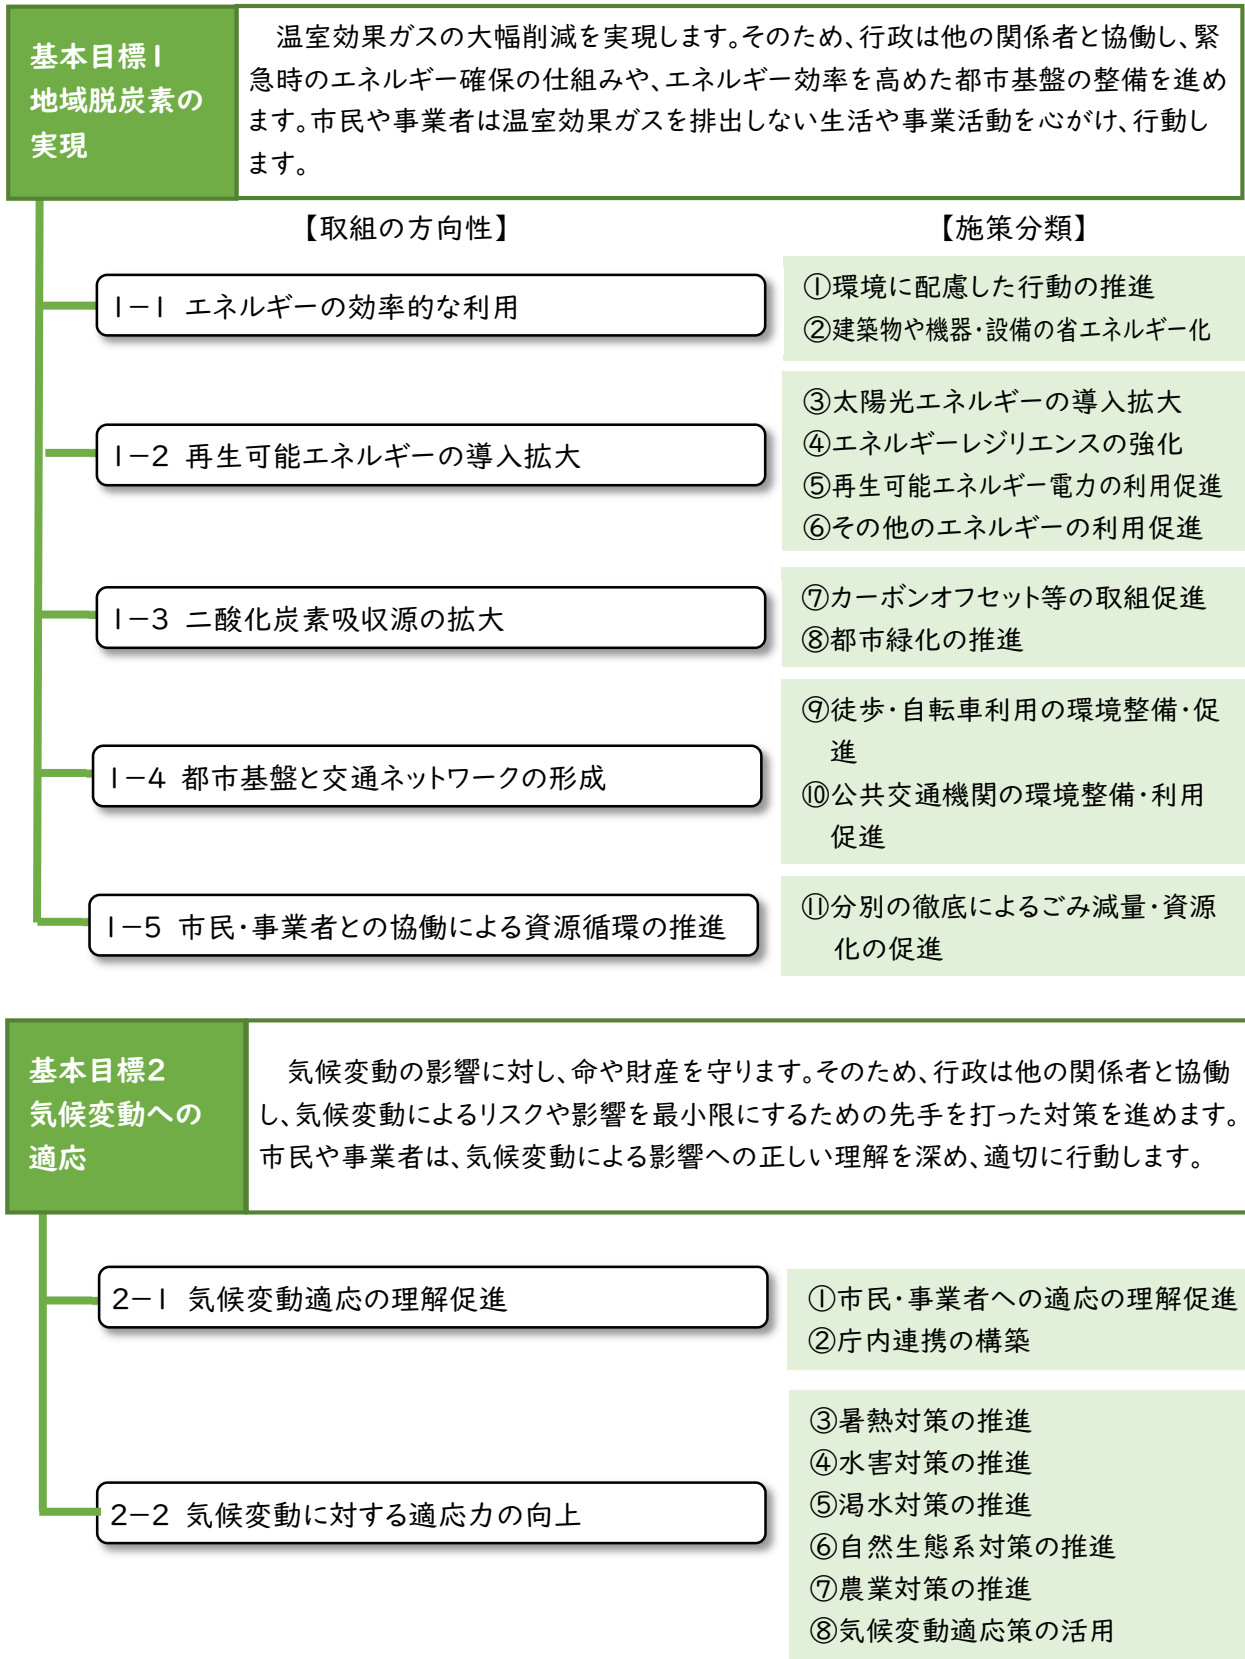 基本目標1
地域脱炭素の
実現
温室効果ガスの大幅削減を実現します。そのため、行政は他の関係者と協働し、緊
急時のエネルギー確保の仕組みや、エネルギー効率を高めた都市基盤の整備を進め
ます。市民や事業者は温室効果ガスを排出しない生活や事業活動を心がけ、行動し
ます。
【取組の方向性】
【施策分類】
1－1 エネルギーの効率的な利用
①環境に配慮した行動の推進
②建築物や機器・設備の省エネルギー化
1－2 再生可能エネルギーの導入拡大
③太陽光エネルギーの導入拡大
④エネルギーレジリエンスの強化
⑤再生可能エネルギー電力の利用促進
⑥その他のエネルギーの利用促進
1－3 二酸化炭素吸収源の拡大
⑦カーボンオフセット等の取組促進
⑧都市緑化の推進
1－4 都市基盤と交通ネットワークの形成
⑨徒歩・自転車利用の環境整備・促
進
⑩公共交通機関の環境整備・利用
促進
1－5 市民・事業者との協働による資源循環の推進
⑪分別の徹底によるごみ減量・資源
化の促進
基本目標2
気候変動への
適応
気候変動の影響に対し、命や財産を守ります。そのため、行政は他の関係者と協働
し、気候変動によるリスクや影響を最小限にするための先手を打った対策を進めます。
市民や事業者は、気候変動による影響への正しい理解を深め、適切に行動します。
2－1 気候変動適応の理解促進
①市民・事業者への適応の理解促進
②庁内連携の構築
2－2 気候変動に対する適応力の向上
③暑熱対策の推進
④水害対策の推進
⑤渇水対策の推進
⑥自然生態系対策の推進
⑦農業対策の推進
⑧気候変動適応策の活用